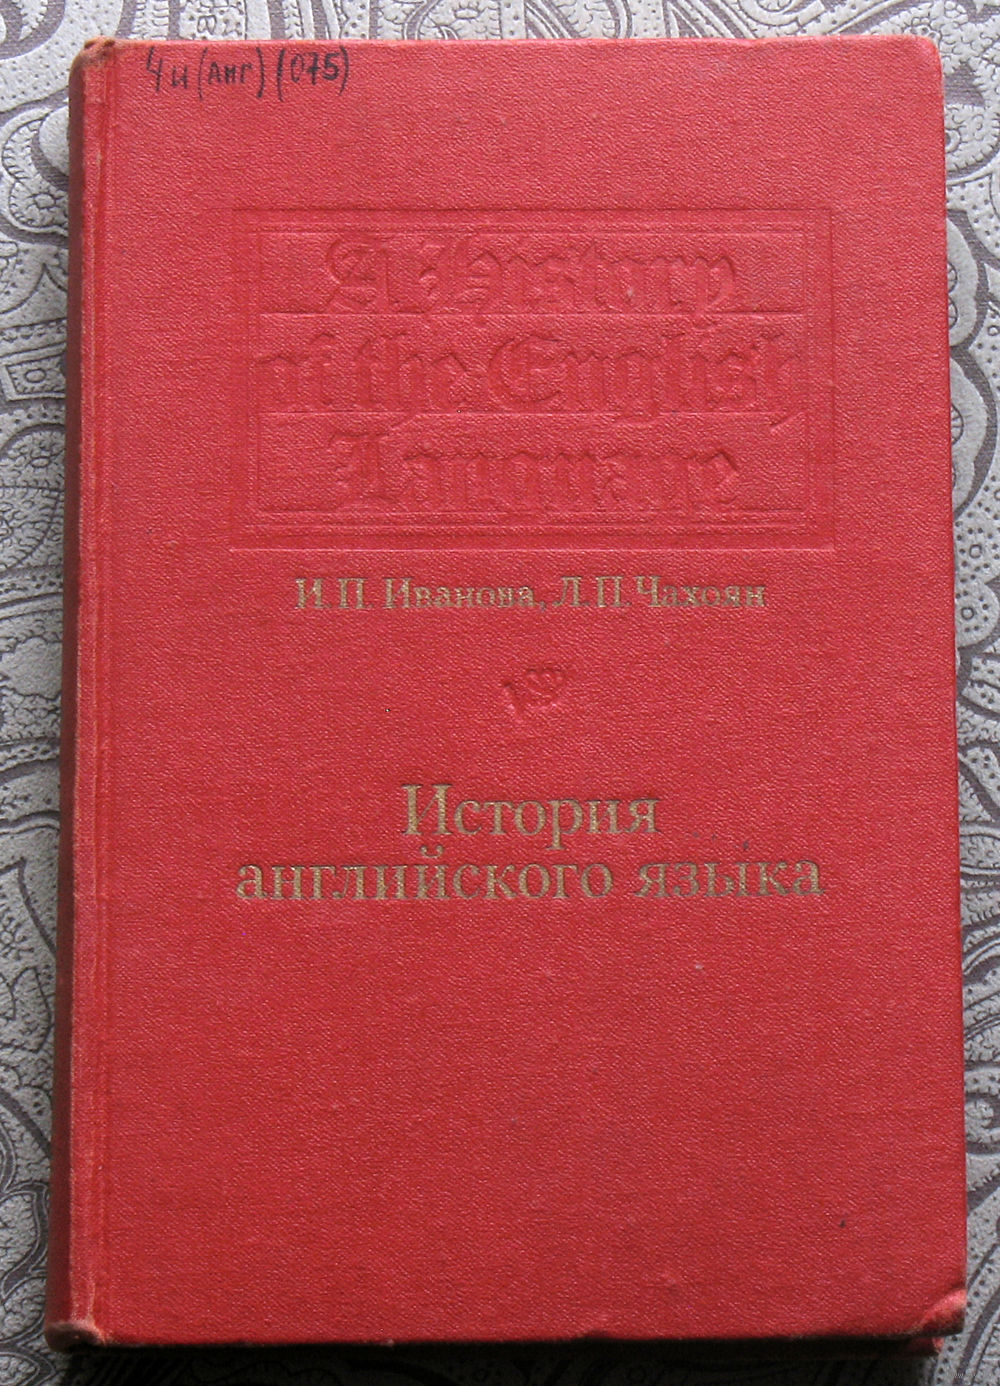 4и(Анг)(075)
A History
of the English
Language
И.П. Иванова, Л.П. Чахоян
История
английского языка